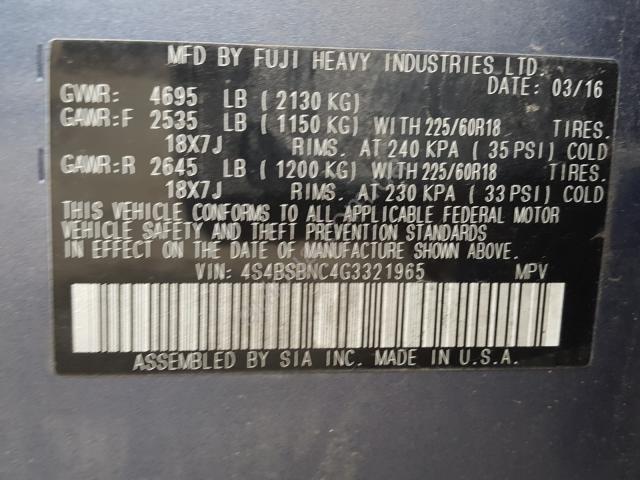 MFD BY FUJI HEAVY INDUSTRIES LTD.
DATE: 03/16
GVWR: 4695 LB ( 2130 KG)
GAWR:F 2535 LB ( 1150 KG) WITH 225/60R18 TIRES.
18X7J RIMS. AT 240 KPA ( 35 PSI) COLD
GAWR:R 2645 LB ( 1200 KG) WITH 225/60R18 TIRES.
18X7J RIMS. AT 230 KPA ( 33 PSI) COLD
THIS VEHICLE CONFORMS TO ALL APPLICABLE FEDERAL MOTOR
VEHICLE SAFETY AND THEFT PREVENTION STANDARDS
IN EFFECT ON THE DATE OF MANUFACTURE SHOWN ABOVE.
VIN: 4S4BSBNC4G3321965 MPV
ASSEMBLED BY SIA INC. MADE IN U.S.A.